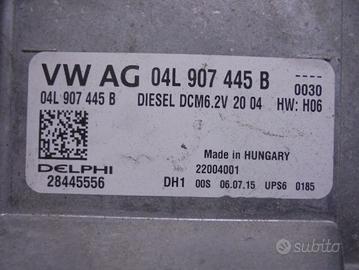 VW AG 04L 907 445 B ----
0030
04L 907 445 B DIESEL DCM6.2V 20 04 HW: H06
Made in HUNGARY
DELPHI 22004001
28445556 DH1 00S 06.07.15 UPS6 0185
subito